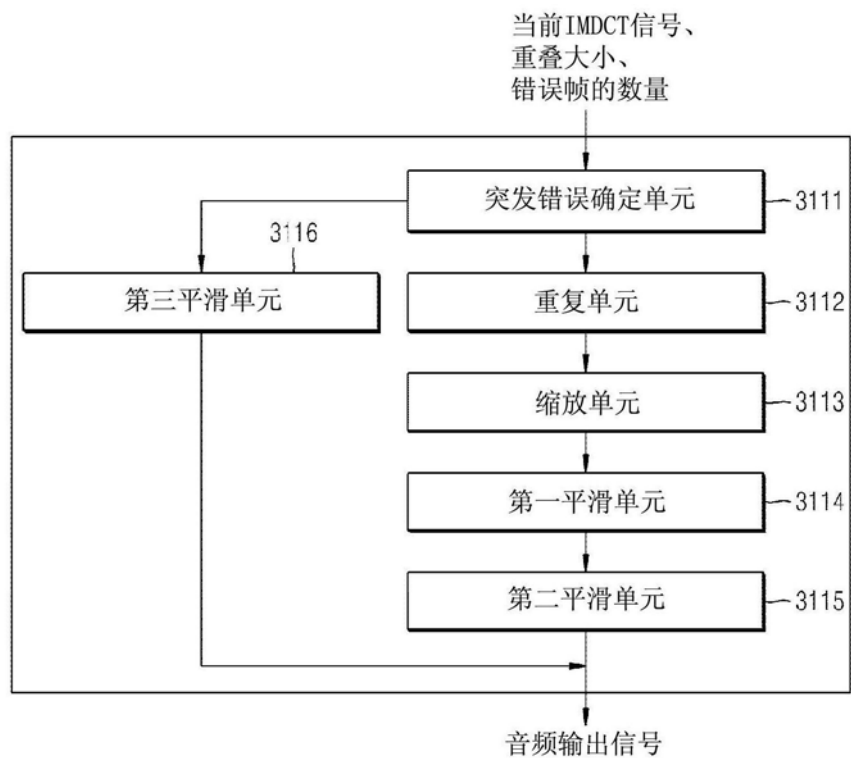 当前IMDCT信号、
重叠大小、
错误帧的数量
突发错误确定单元
3111
3116
第三平滑单元
重复单元
3112
缩放单元
3113
第一平滑单元
3114
第二平滑单元
3115
音频输出信号